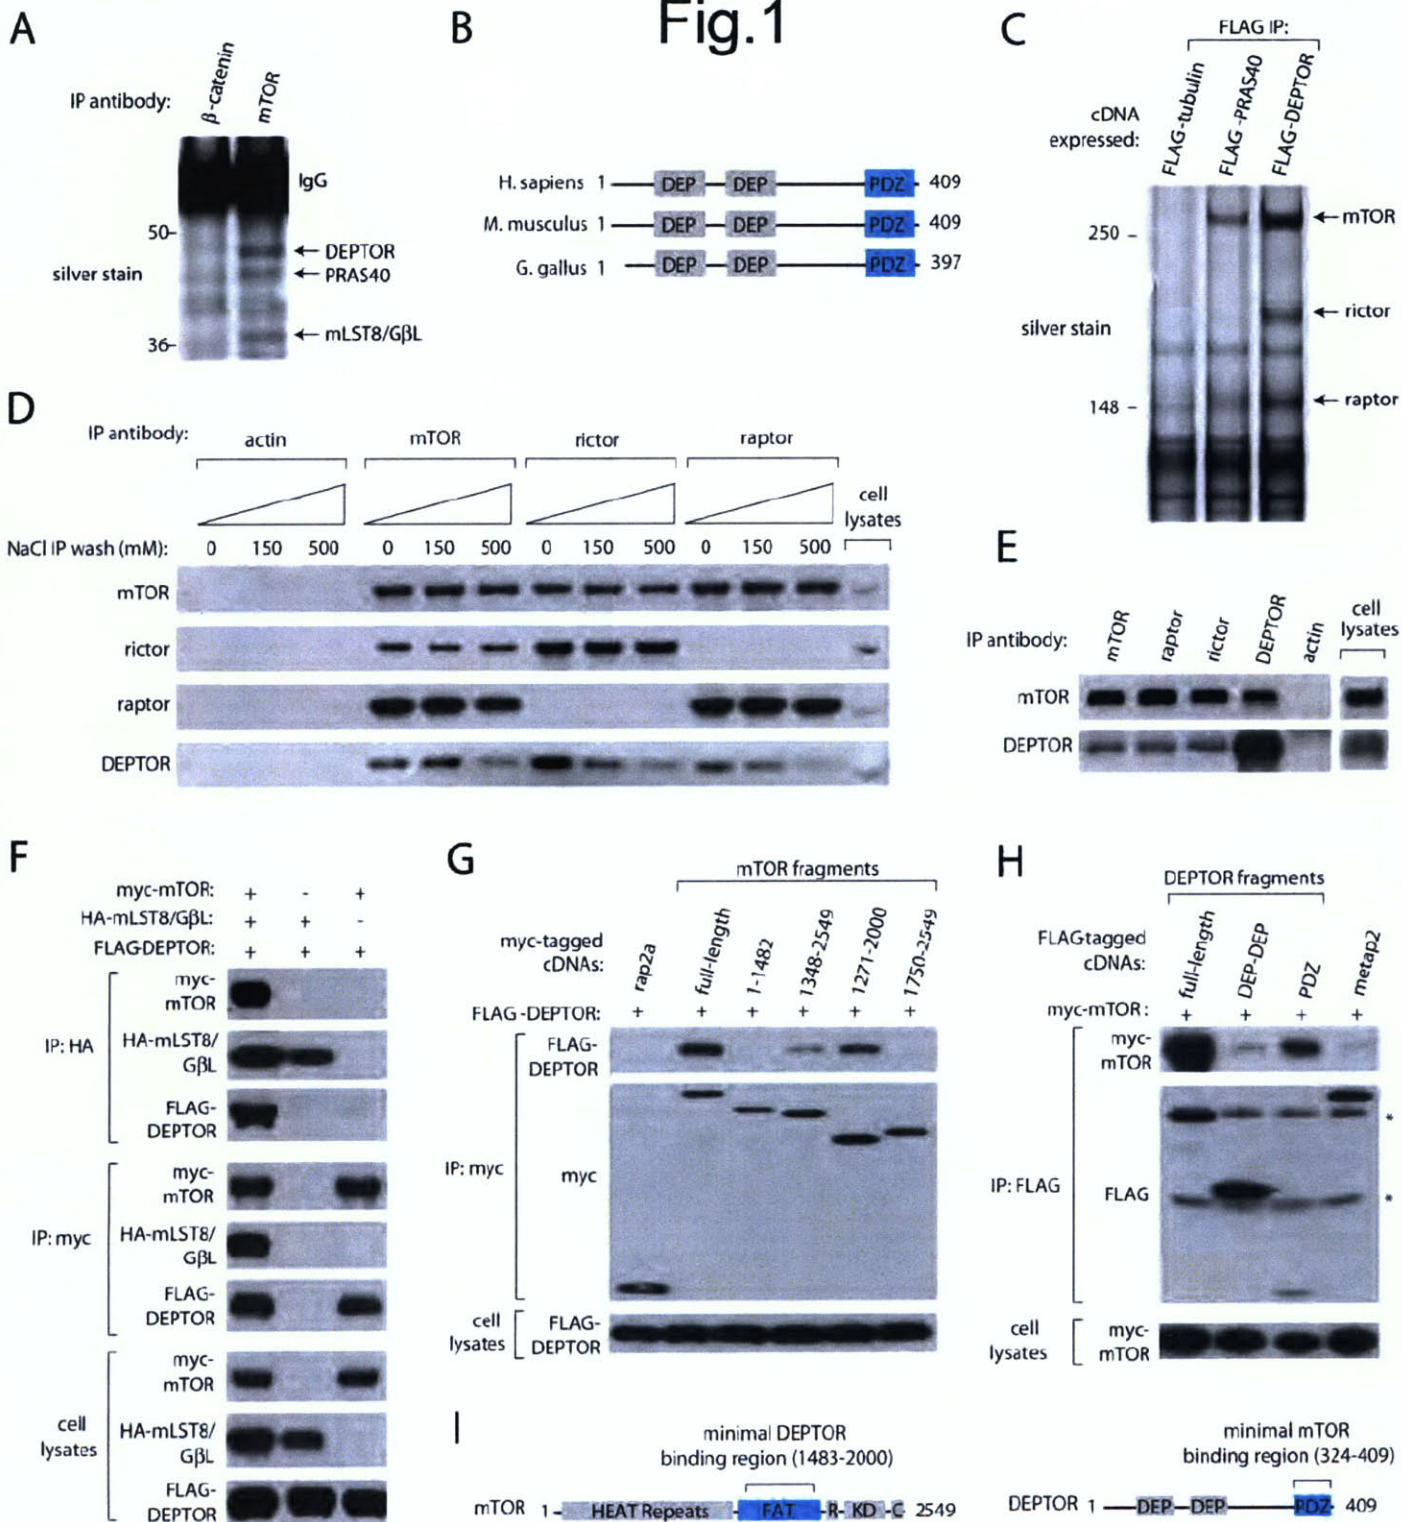 Fig.1
A
IP antibody:
β-catenin
mTOR
IgG
50-
DEPTOR
silver stain
PRAS40
mLST8/GβL
36-
B
H. sapiens 1 DEP DEP PDZ 409
M. musculus 1 DEP DEP PDZ 409
G. gallus 1 DEP DEP PDZ 397
C
FLAG IP:
cDNA
expressed:
FLAG-tubulin
FLAG-PRAS40
FLAG-DEPTOR
mTOR
250 -
rictor
silver stain
raptor
148 -
D
IP antibody: actin mTOR rictor raptor
cell
lysates
NaCl IP wash (mM): 0 150 500 0 150 500 0 150 500 0 150 500
mTOR
rictor
raptor
DEPTOR
E
IP antibody:
mTOR
raptor
rictor
DEPTOR
actin
cell
lysates
mTOR
DEPTOR
F
myc-mTOR: + - +
HA-mLST8/GβL: + + -
FLAG-DEPTOR: + + +
IP: HA
myc-
mTOR
HA-mLST8/
GβL
FLAG-
DEPTOR
IP: myc
myc-
mTOR
HA-mLST8/
GβL
FLAG-
DEPTOR
cell
lysates
myc-
mTOR
HA-mLST8/
GβL
FLAG-
DEPTOR
G
mTOR fragments
myc-tagged
cDNAs:
rap2a
full-length
1-1482
1348-2549
1271-2000
1750-2549
FLAG-DEPTOR: + + + + + +
IP: myc
FLAG-
DEPTOR
myc
cell
lysates
FLAG-
DEPTOR
H
DEPTOR fragments
FLAG-tagged
cDNAs:
full-length
DEP-DEP
PDZ
metap2
myc-mTOR: + + + +
IP: FLAG
myc-
mTOR
*
FLAG
*
cell
lysates
myc-
mTOR
I
minimal DEPTOR
binding region (1483-2000)
mTOR 1 HEAT Repeats FAT R KD C 2549
minimal mTOR
binding region (324-409)
DEPTOR 1 DEP DEP PDZ 409